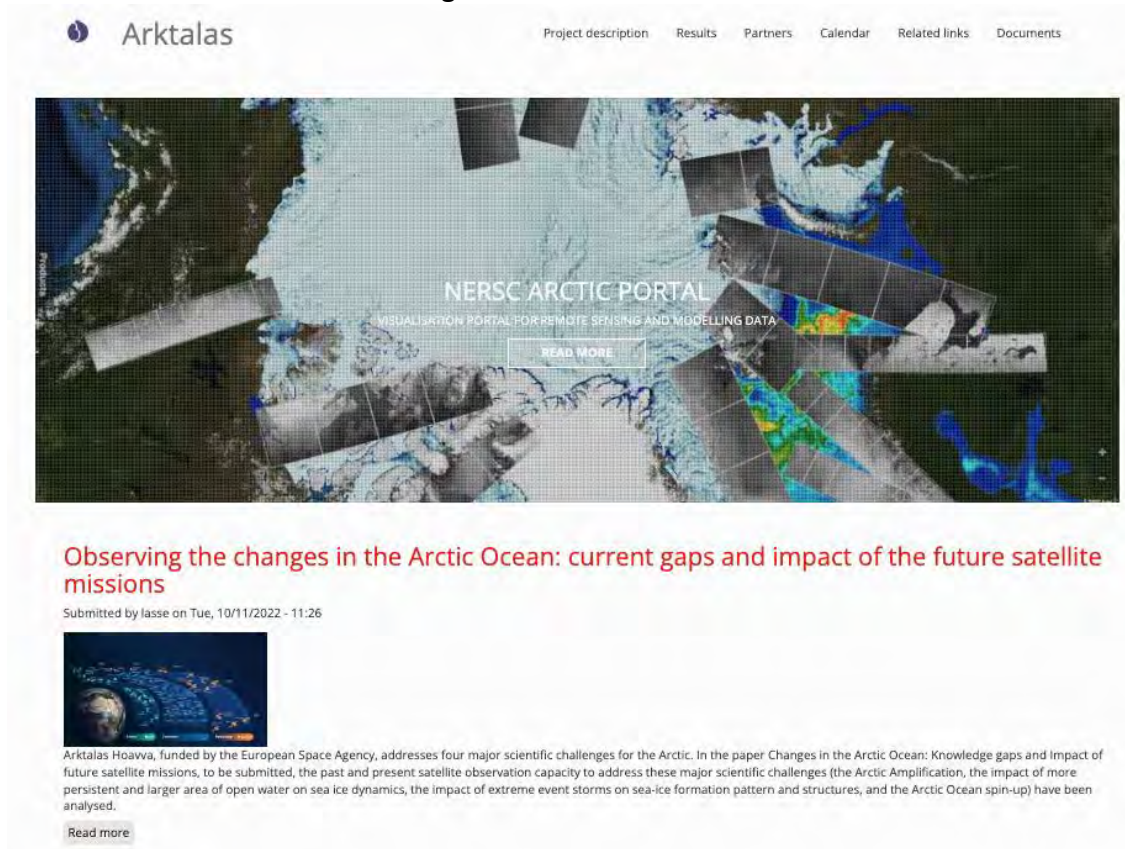 Arktalas
Project description Results Partners Calendar Related links Documents
Products
NERSC ARCTIC PORTAL
VISUALISATION PORTAL FOR REMOTE SENSING AND MODELLING DATA
READ MORE
Observing the changes in the Arctic Ocean: current gaps and impact of the future satellite
missions
Submitted by lasse on Tue, 10/11/2022 - 11:26
Arktalas Hoavva, funded by the European Space Agency, addresses four major scientific challenges for the Arctic. In the paper Changes in the Arctic Ocean: Knowledge gaps and Impact of
future satellite missions, to be submitted, the past and present satellite observation capacity to address these major scientific challenges (the Arctic Amplification, the impact of more
persistent and larger area of open water on sea ice dynamics, the impact of extreme event storms on sea-ice formation pattern and structures, and the Arctic Ocean spin-up) have been
analysed.
Read more